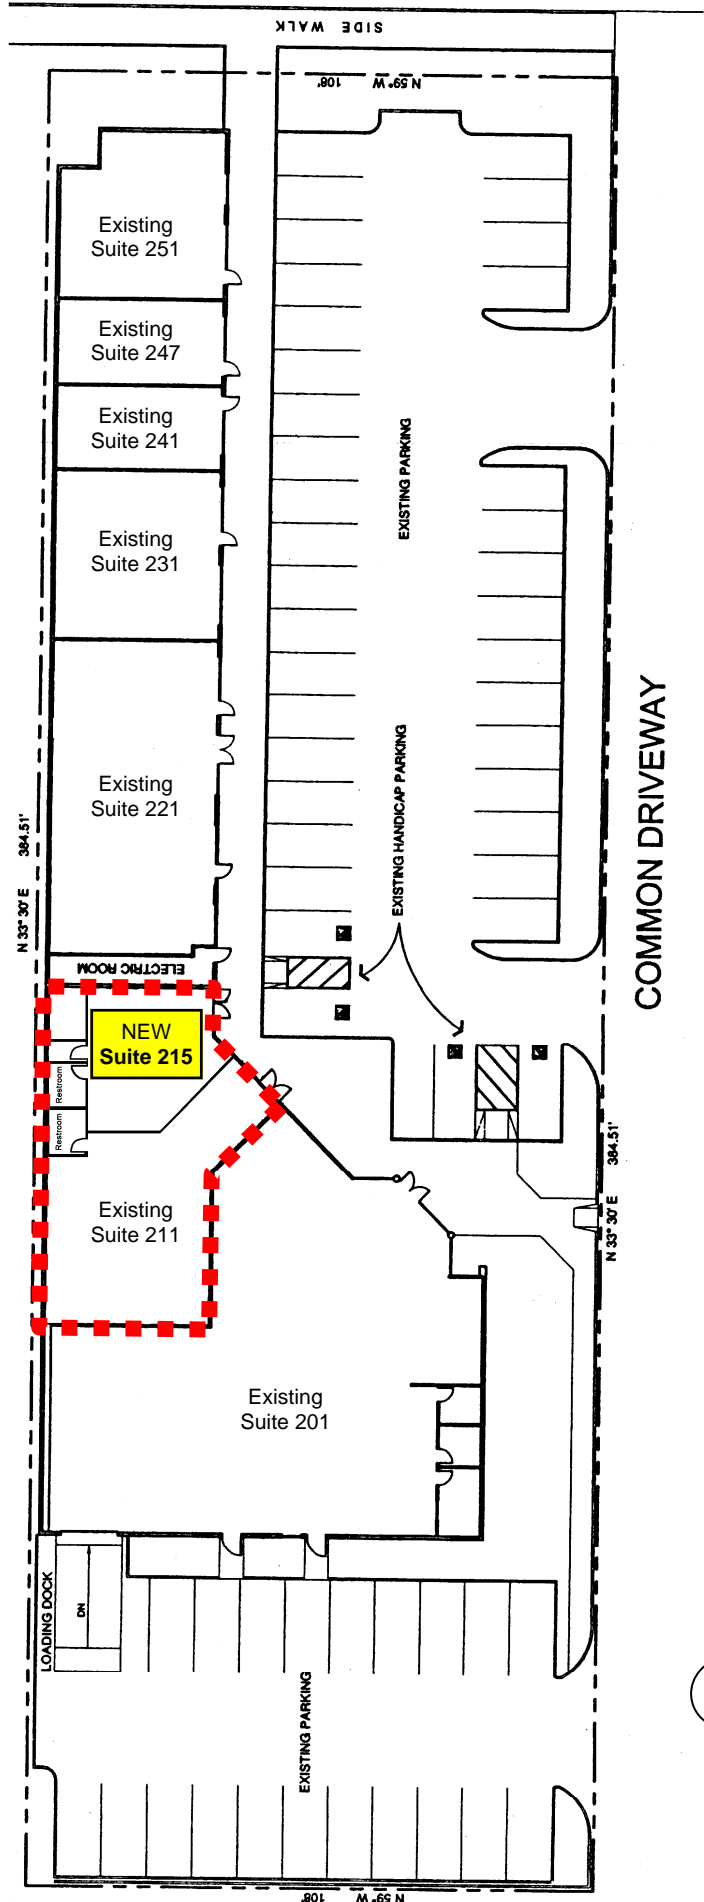 SIDE WALK
N 59° W 108'
Existing
Suite 251
Existing
Suite 247
Existing
Suite 241
Existing
Suite 231
EXISTING PARKING
Existing
Suite 221
EXISTING HANDICAP PARKING
COMMON DRIVEWAY
N 33° 30' E 384.51'
ELECTRIC ROOM
NEW
Suite 215
Restroom
Restroom
Existing
Suite 211
N 33° 30' E 384.51'
Existing
Suite 201
LOADING DOCK
DN
EXISTING PARKING
N 59° W 108'